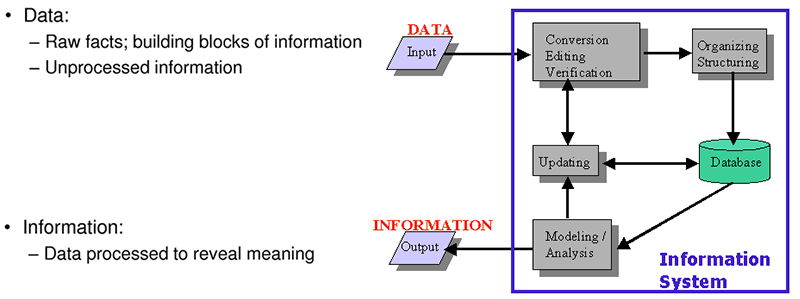 • Data:
– Raw facts; building blocks of information
– Unprocessed information
• Information:
– Data processed to reveal meaning
DATA
Input
Conversion
Editing
Verification
Organizing
Structuring
Updating
Database
INFORMATION
Output
Modeling /
Analysis
Information
System